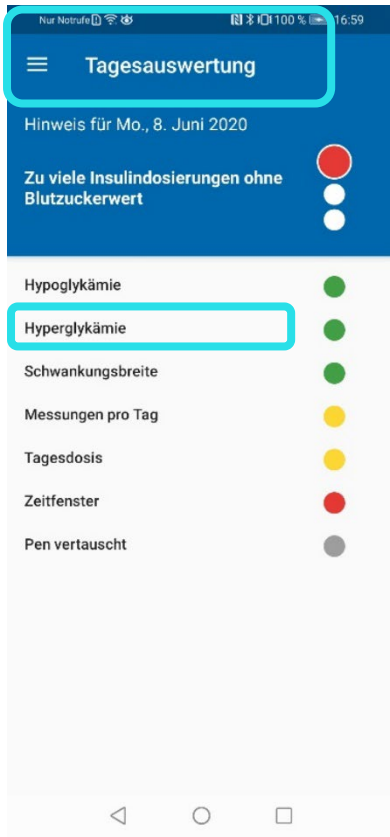 Nur Notrufe 100 % 16:59
Tagesauswertung
Hinweis für Mo., 8. Juni 2020
Zu viele Insulindosierungen ohne
Blutzuckerwert
Hypoglykämie
Hyperglykämie
Schwankungsbreite
Messungen pro Tag
Tagesdosis
Zeitfenster
Pen vertauscht